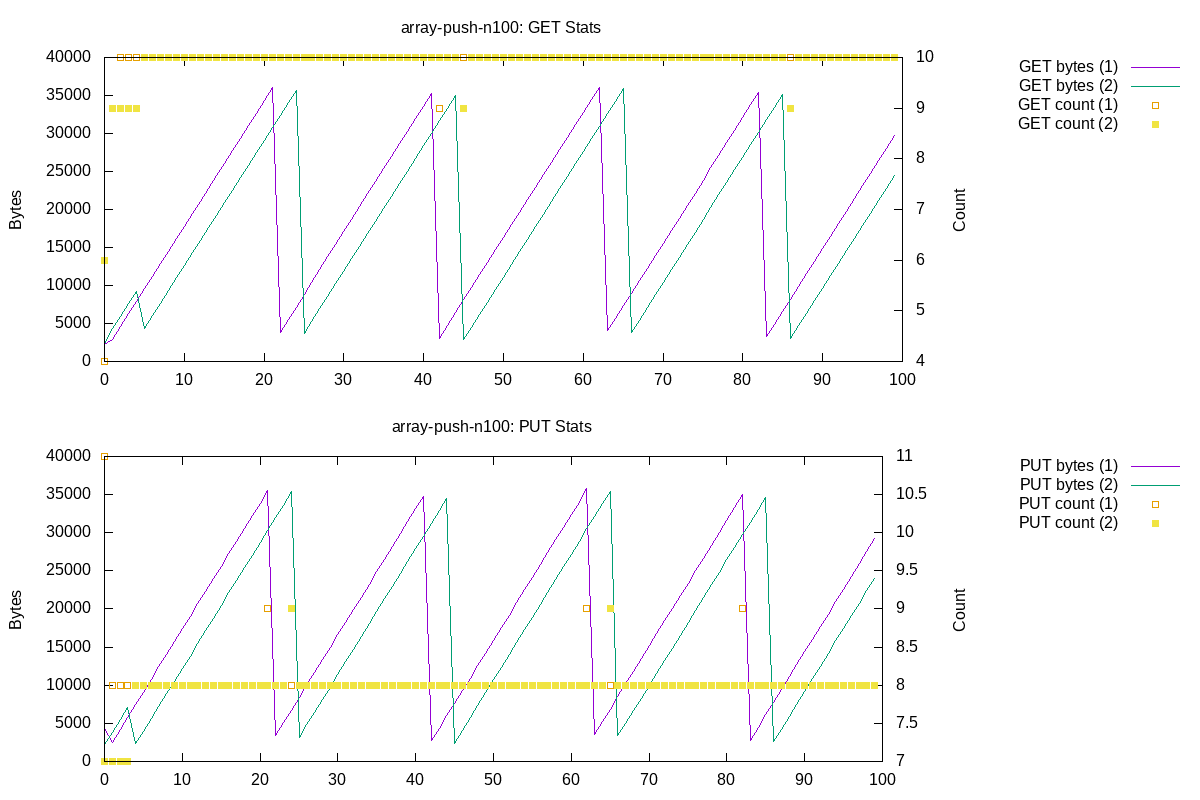 array-push-n100: GET Stats
40000
35000
30000
25000
20000
15000
10000
5000
0
Bytes
0 10 20 30 40 50 60 70 80 90 100
10
9
8
7
6
5
4
Count
GET bytes (1)
GET bytes (2)
GET count (1)
GET count (2)
array-push-n100: PUT Stats
40000
35000
30000
25000
20000
15000
10000
5000
0
Bytes
0 10 20 30 40 50 60 70 80 90 100
11
10.5
10
9.5
9
8.5
8
7.5
7
Count
PUT bytes (1)
PUT bytes (2)
PUT count (1)
PUT count (2)